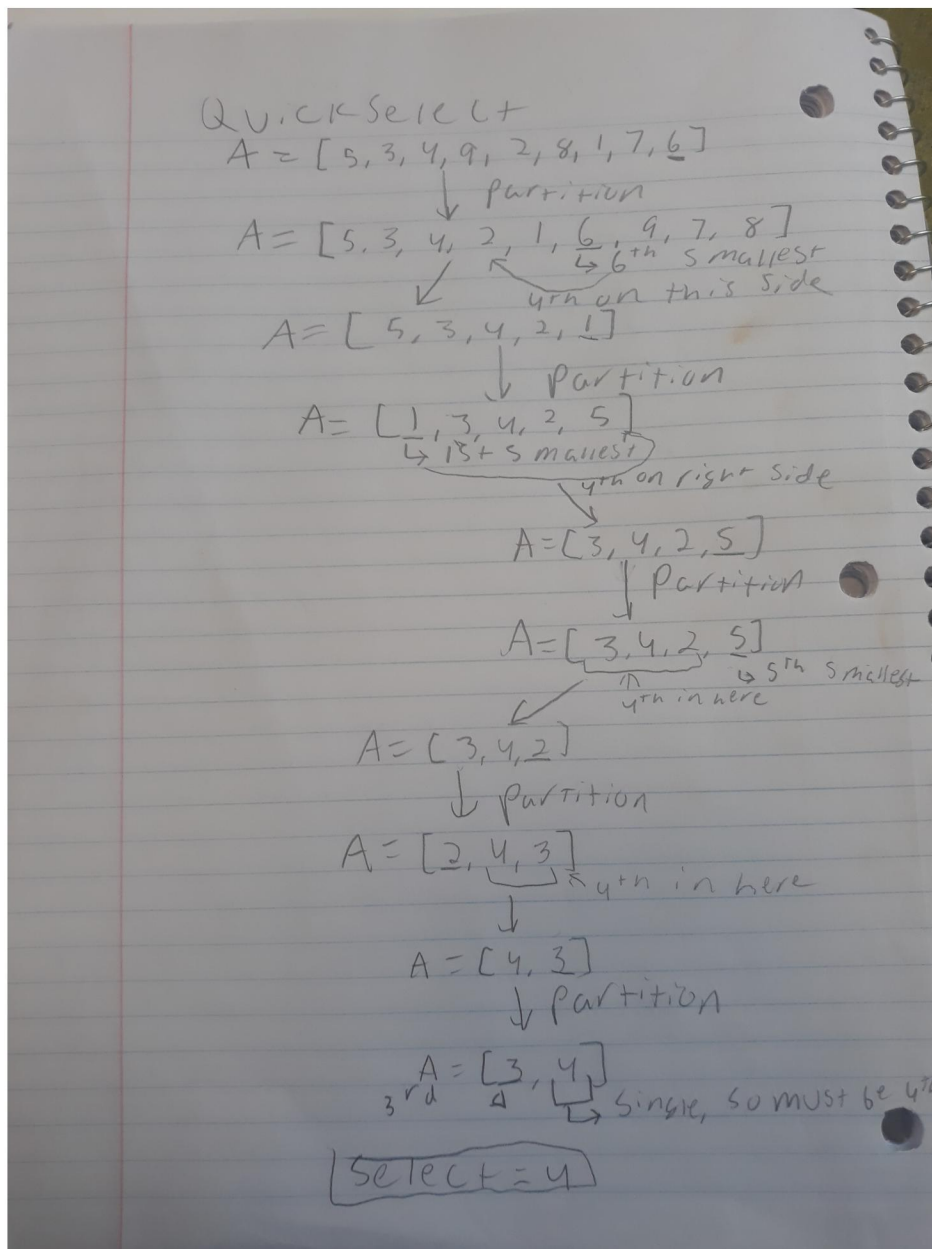 QuickSelect
A = [5, 3, 4, 9, 2, 8, 1, 7, 6]
↓ Partition
A = [5, 3, 4, 2, 1, 6, 9, 7, 8]
↳ 6th smallest
4th on this side
A = [5, 3, 4, 2, 1]
↓ Partition
A = [1, 3, 4, 2, 5]
↳ 1st smallest
4th on right side
A = [3, 4, 2, 5]
↓ Partition
A = [3, 4, 2, 5]
↳ 5th smallest
4th in here
A = [3, 4, 2]
↓ Partition
A = [2, 4, 3]
4th in here
A = [4, 3]
↓ Partition
A = [3, 4]
3rd
↳ single, so must be 4th
Select = 4